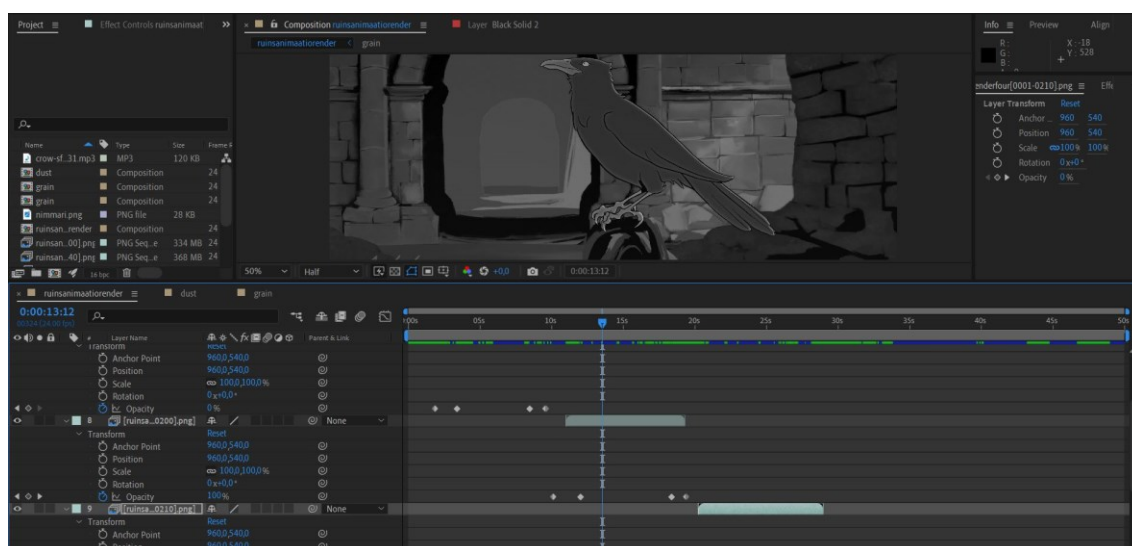 Project
Effect Controls ruinsanimaat
Composition ruinsanimaatiorender
Layer Black Solid 2
Info
Preview
Align
ruinsanimaatiorender
grain
R:
G:
B:
X: -18
Y: 528
enderfour[0001-0210].png
Effe
Layer Transform Reset
Anchor ... 960 540
Position 960 540
Scale 100% 100%
Rotation 0x+0°
Opacity 0%
Name Type Size Frame R
crow-sf...31.mp3 MP3 120 KB
dust Composition 24
grain Composition 24
grain Composition 24
nimmari.png PNG file 28 KB
ruinsan..render Composition 24
ruinsan...00].png PNG Seq...e 334 MB 24
ruinsan...40].png PNG Seq...e 368 MB 24
16 bpc
50% Half +0,0 0:00:13:12
ruinsanimaatiorender dust grain
0:00:13:12
00324 (24.00 fps)
05s 10s 15s 20s 25s 30s 35s 40s 45s 50s
# Layer Name Parent & Link
Transform Reset
Anchor Point 960,0,540,0
Position 960,0,540,0
Scale 100,0,100,0%
Rotation 0x+0,0°
Opacity 0%
8 [ruinsa...0200].png] None
Transform Reset
Anchor Point 960,0,540,0
Position 960,0,540,0
Scale 100,0,100,0%
Rotation 0x+0,0°
Opacity 100%
9 [ruinsa...0210].png] None
Transform Reset
Anchor Point 960,0,540,0
Position 960,0,540,0